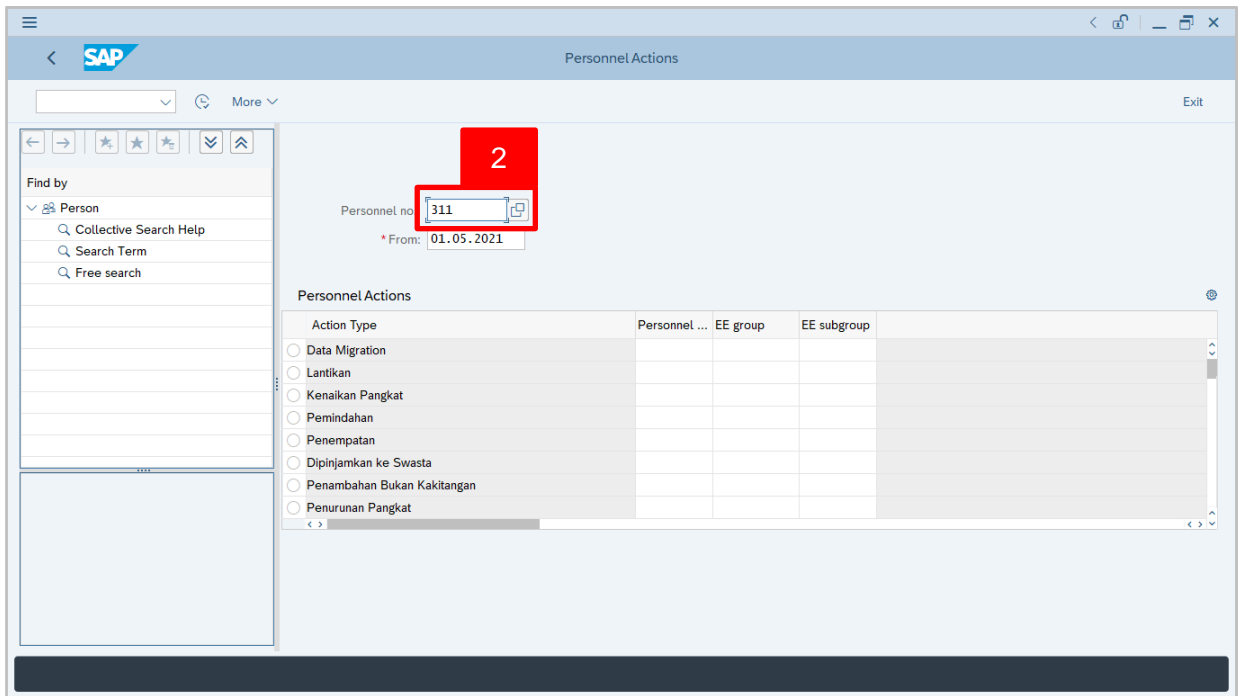 SAP
Personnel Actions
More
Exit
2
Find by
Person
Collective Search Help
Search Term
Free search
Personnel no
311
*From: 01.05.2021
Personnel Actions
Action Type Personnel ... EE group EE subgroup
Data Migration
Lantikan
Kenaikan Pangkat
Pemindahan
Penempatan
Dipinjamkan ke Swasta
Penambahan Bukan Kakitangan
Penurunan Pangkat